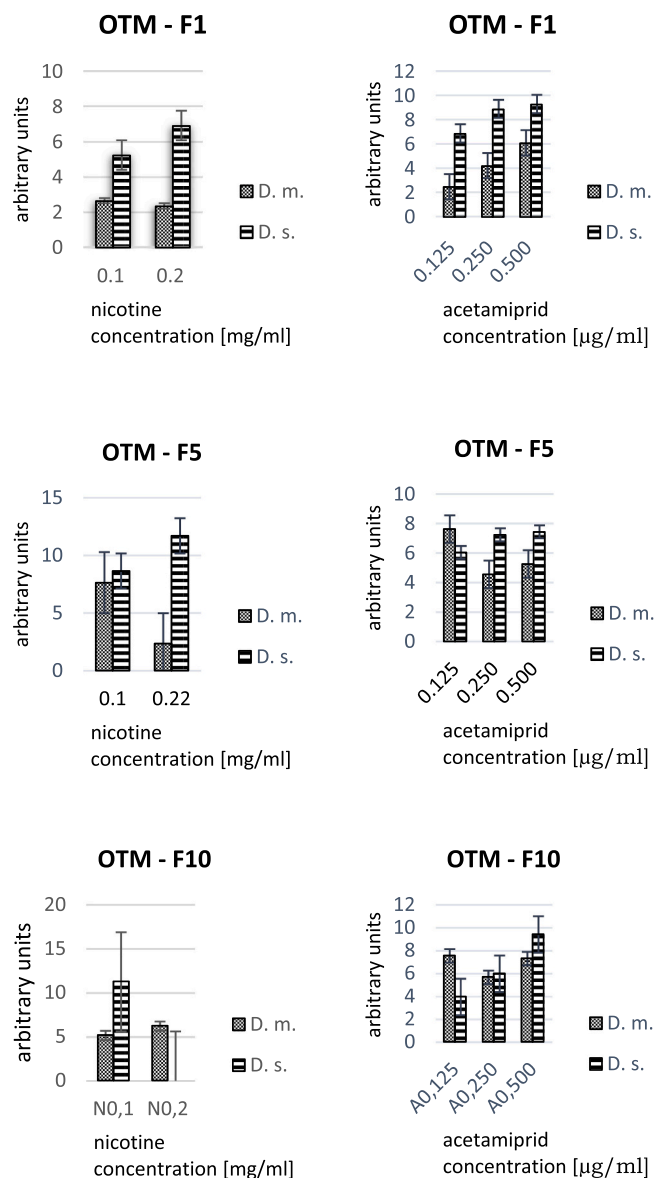 OTM - F1
10
8
6
4
2
0
arbitrary units
0.1 0.2
nicotine
concentration [mg/ml]
D. m.
D. s.
OTM - F1
12
10
8
6
4
2
0
arbitrary units
0.125 0.250 0.500
acetamiprid
concentration [µg/ml]
D. m.
D. s.
OTM - F5
15
10
5
0
arbitrary units
0.1 0.22
nicotine
concentration [mg/ml]
D. m.
D. s.
OTM - F5
10
8
6
4
2
0
arbitrary units
0.125 0.250 0.500
acetamiprid
concentration [µg/ml]
D. m.
D. s.
OTM - F10
20
15
10
5
0
arbitrary units
N0,1 N0,2
nicotine
concentration [mg/ml]
D. m.
D. s.
OTM - F10
12
10
8
6
4
2
0
arbitrary units
A0,125 A0,250 A0,500
acetamiprid
concentration [µg/ml]
D. m.
D. s.